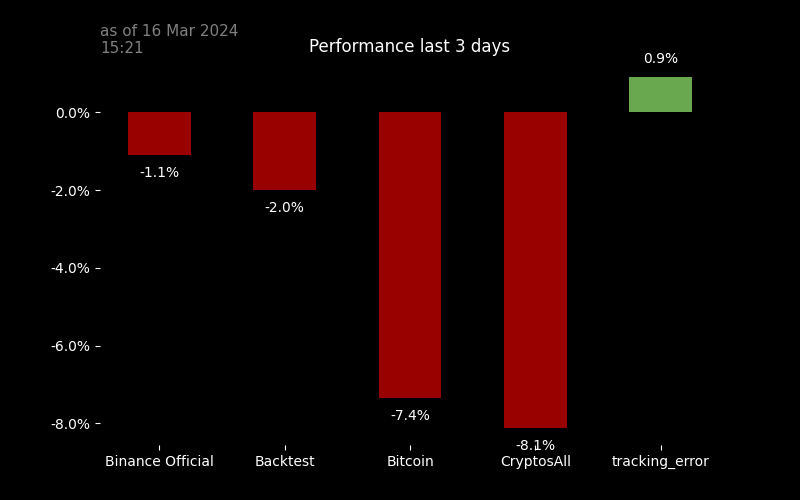 as of 16 Mar 2024
15:21
Performance last 3 days
0.9%
0.0%
-1.1%
-2.0%
-2.0%
-4.0%
-6.0%
-7.4%
-8.0%
-8.1%
Binance Official
Backtest
Bitcoin
CryptosAll
tracking_error